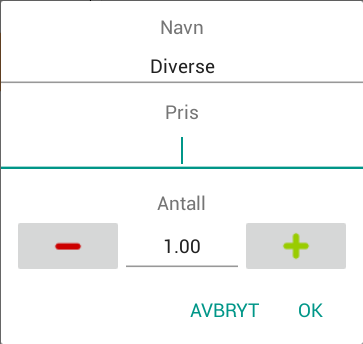 Navn
Diverse
Pris
Antall
1.00
AVBRYT OK